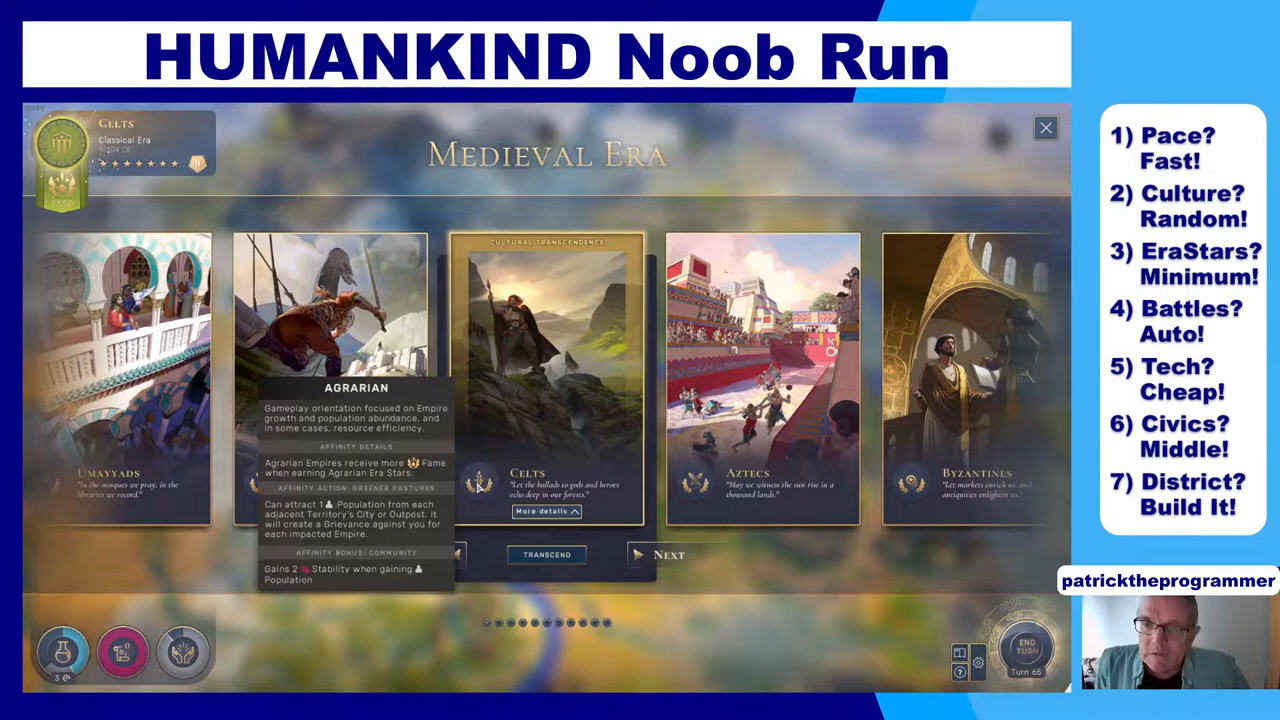 HUMANKIND Noob Run
CELTS
Classical Era
MEDIEVAL ERA
CULTURAL TRANSCENDENCE
UMAYYADS
"In the mosques we pray, in the
libraries we record."
AGRARIAN
Gameplay orientation focused on Empire
growth and population abundance, and
in some cases, resource efficiency.
AFFINITY DETAILS
Agrarian Empires receive more Fame
when earning Agrarian Era Stars.
AFFINITY ACTION: GREENER PASTURES
Can attract 1 Population from each
adjacent Territory's City or Outpost. It
will create a Grievance against you for
each impacted Empire.
AFFINITY BONUS: COMMUNITY
Gains 2 Stability when gaining
Population
CELTS
"Let the ballads to gods and heroes
echo deep in our forests."
More details
AZTECS
"May we witness the sun rise in a
thousand lands."
BYZANTINES
"Let markets enrich us, and
antiquities enlighten us."
TRANSCEND
NEXT
3
END
TURN
Turn 65
1) Pace?
Fast!
2) Culture?
Random!
3) EraStars?
Minimum!
4) Battles?
Auto!
5) Tech?
Cheap!
6) Civics?
Middle!
7) District?
Build It!
patricktheprogrammer